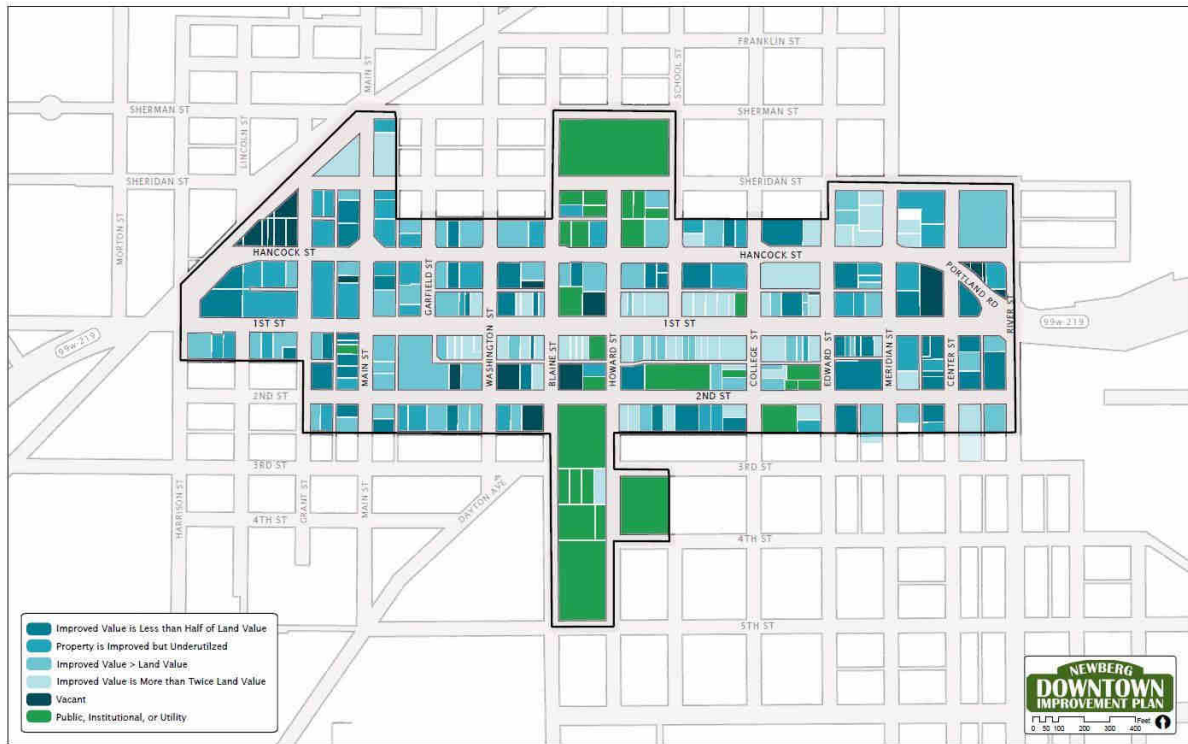 FRANKLIN ST
SCHOOL ST
MAIN ST
SHERMAN ST
SHERMAN ST
LINCOLN ST
SHERIDAN ST
SHERIDAN ST
MORTON ST
HANCOCK ST
HANCOCK ST
GARFIELD ST
PORTLAND RD
RIVER ST
1ST ST
1ST ST
99w-219
99w-219
MAIN ST
WASHINGTON ST
BLAINE ST
HOWARD ST
COLLEGE ST
EDWARD ST
MERIDIAN ST
CENTER ST
2ND ST
2ND ST
3RD ST
3RD ST
HARRISON ST
GRANT ST
MAIN ST
DAYTON AVE
4TH ST
4TH ST
5TH ST
Improved Value is Less than Half of Land Value
Property is Improved but Underutilzed
Improved Value > Land Value
Improved Value is More than Twice Land Value
Vacant
Public, Institutional, or Utility
NEWBERG
DOWNTOWN
IMPROVEMENT PLAN
Feet
0 50 100 200 300 400